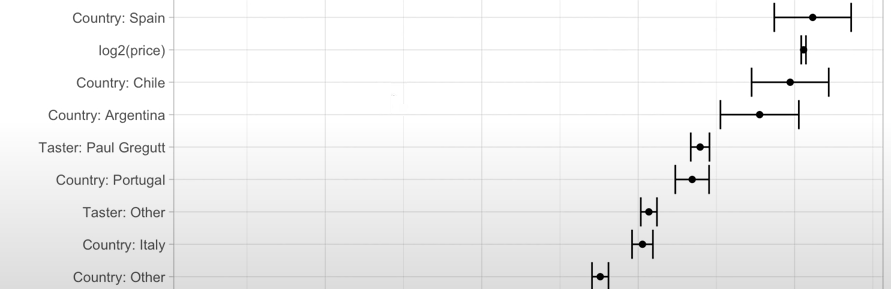 Country: Spain
log2(price)
Country: Chile
Country: Argentina
Taster: Paul Gregutt
Country: Portugal
Taster: Other
Country: Italy
Country: Other